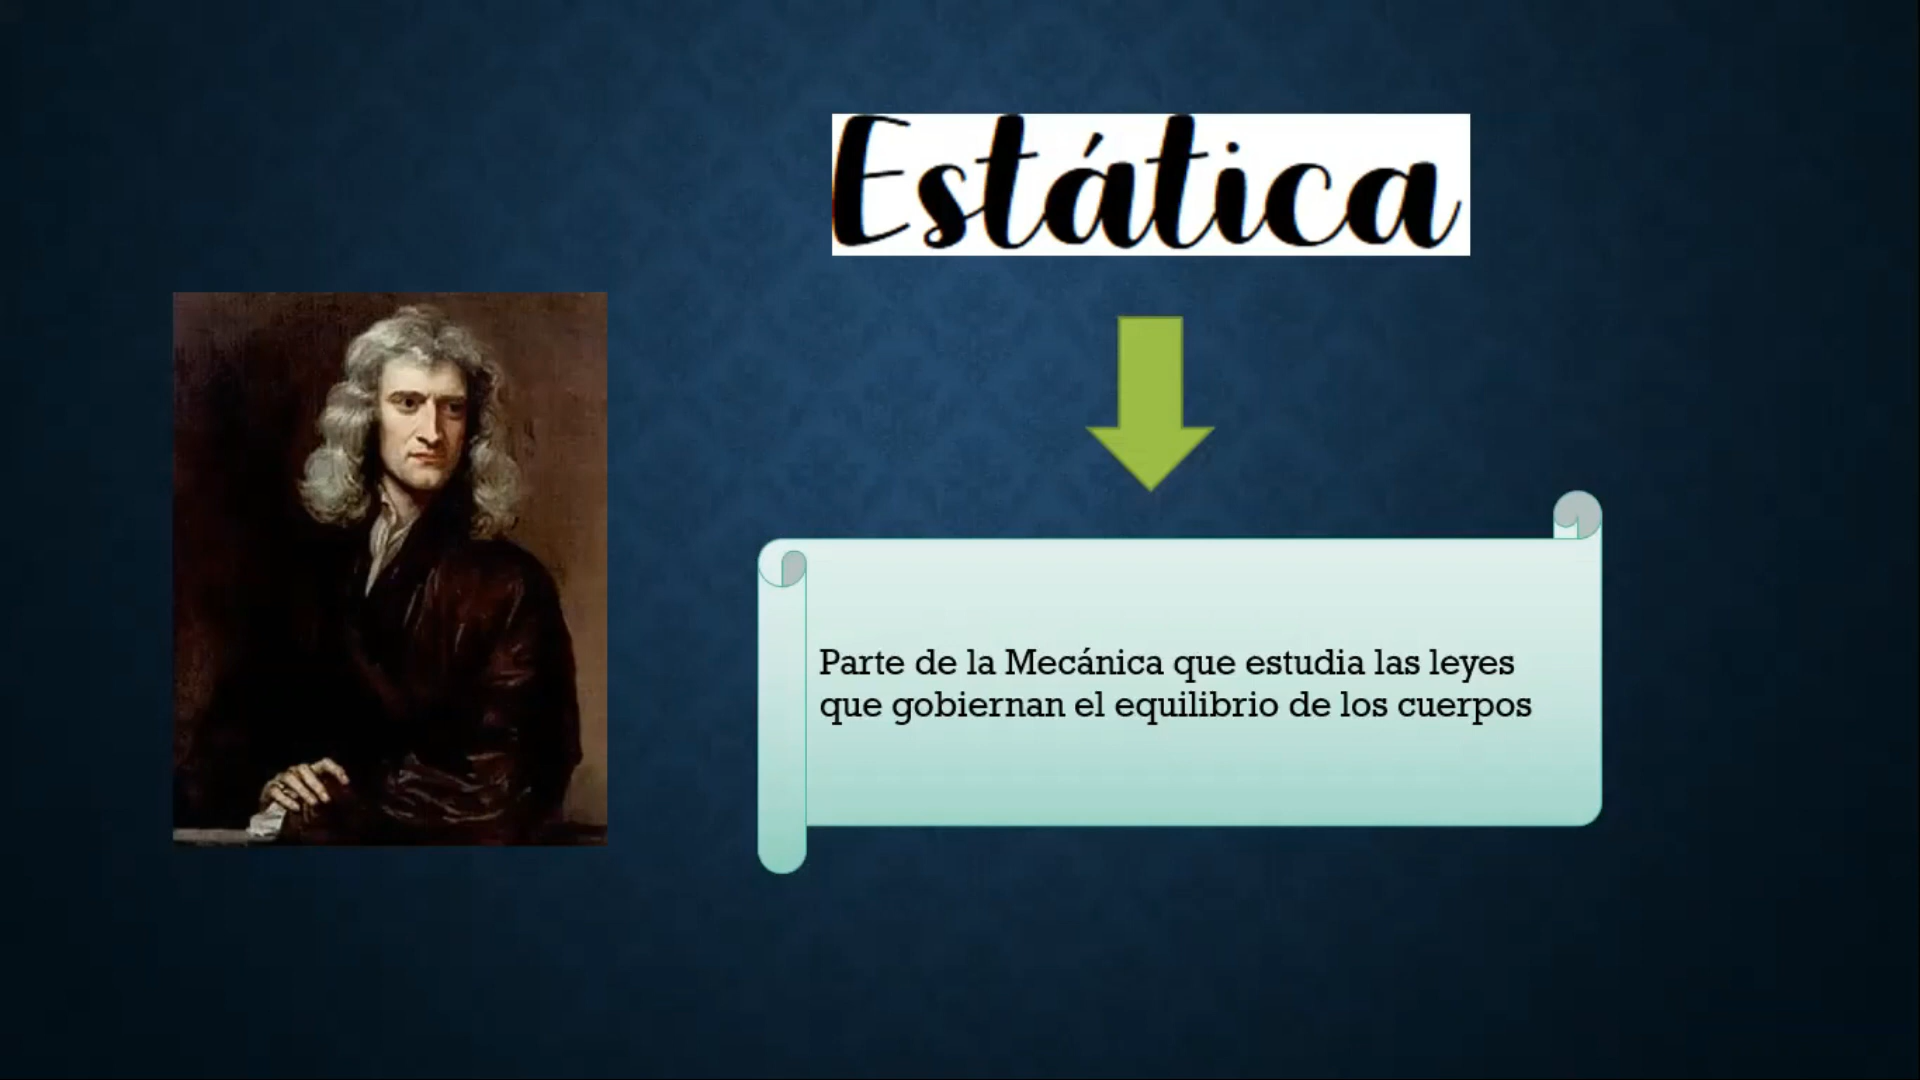 Estática
Parte de la Mecánica que estudia las leyes
que gobiernan el equilibrio de los cuerpos